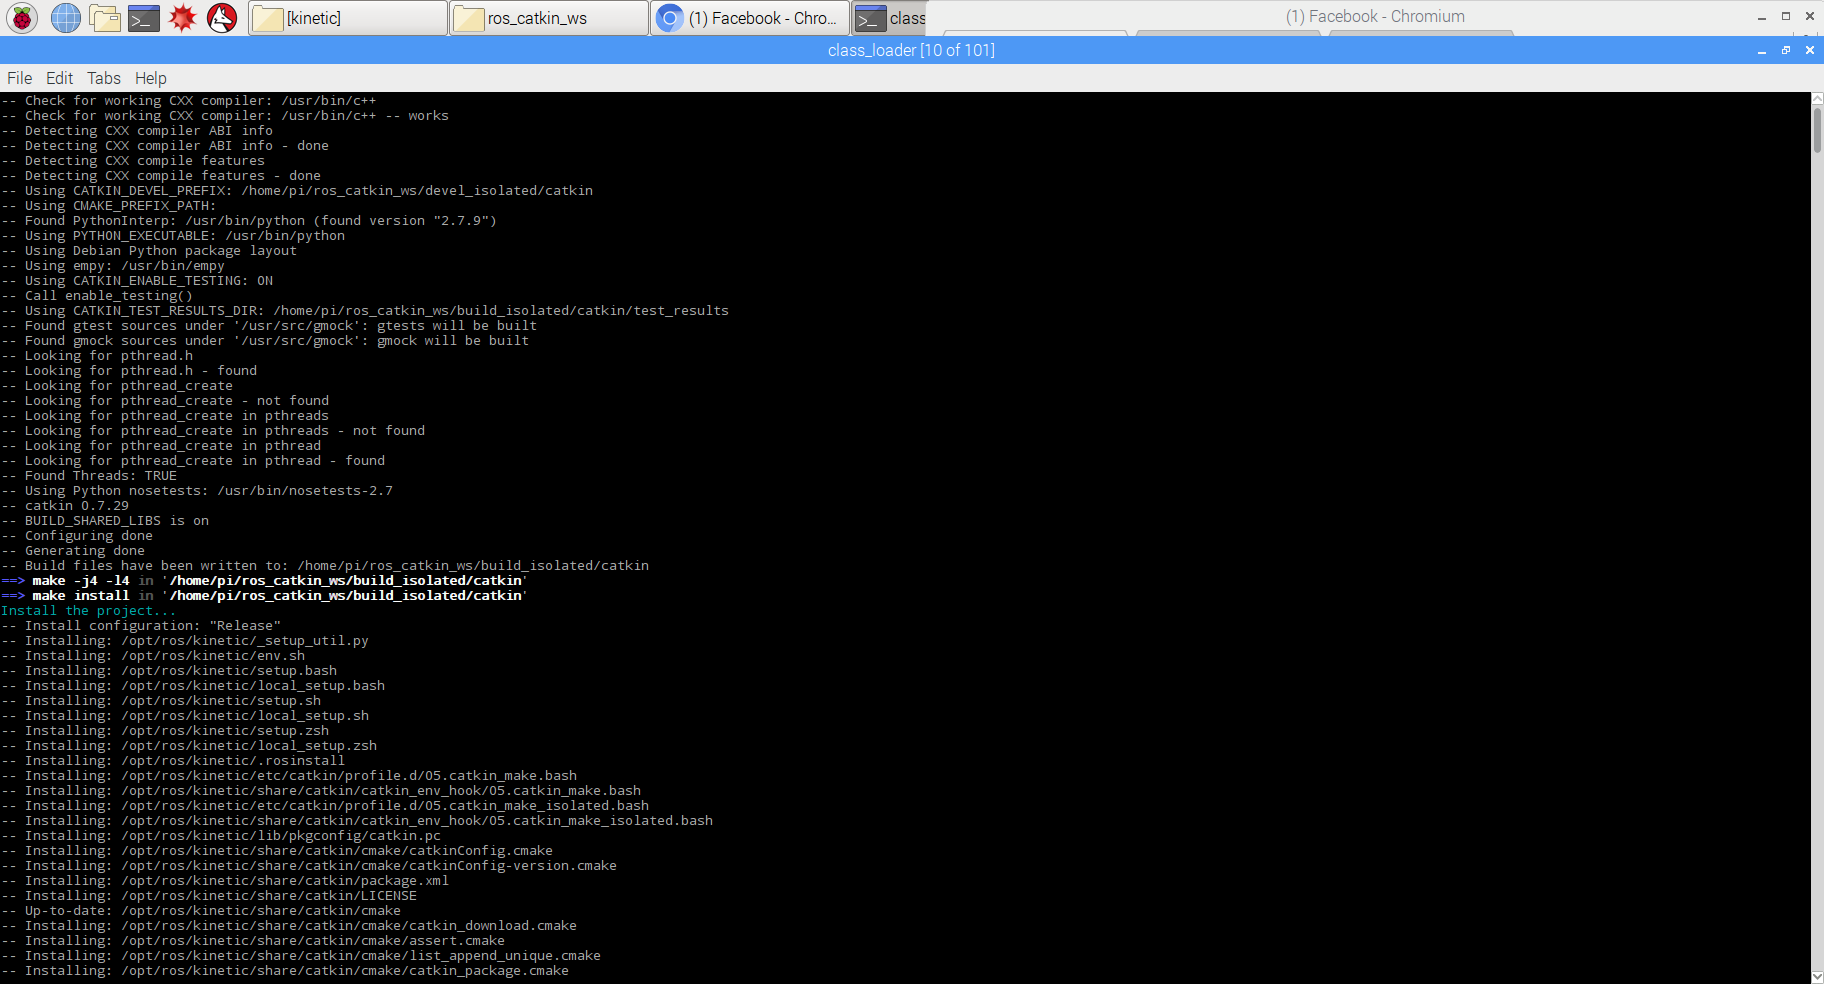 [kinetic]
ros_catkin_ws
(1) Facebook - Chro...
class
(1) Facebook - Chromium
class_loader [10 of 101]
File Edit Tabs Help
-- Check for working CXX compiler: /usr/bin/c++
-- Check for working CXX compiler: /usr/bin/c++ -- works
-- Detecting CXX compiler ABI info
-- Detecting CXX compiler ABI info - done
-- Detecting CXX compile features
-- Detecting CXX compile features - done
-- Using CATKIN_DEVEL_PREFIX: /home/pi/ros_catkin_ws/devel_isolated/catkin
-- Using CMAKE_PREFIX_PATH:
-- Found PythonInterp: /usr/bin/python (found version "2.7.9")
-- Using PYTHON_EXECUTABLE: /usr/bin/python
-- Using Debian Python package layout
-- Using empy: /usr/bin/empy
-- Using CATKIN_ENABLE_TESTING: ON
-- Call enable_testing()
-- Using CATKIN_TEST_RESULTS_DIR: /home/pi/ros_catkin_ws/build_isolated/catkin/test_results
-- Found gtest sources under '/usr/src/gmock': gtests will be built
-- Found gmock sources under '/usr/src/gmock': gmock will be built
-- Looking for pthread.h
-- Looking for pthread.h - found
-- Looking for pthread_create
-- Looking for pthread_create - not found
-- Looking for pthread_create in pthreads
-- Looking for pthread_create in pthreads - not found
-- Looking for pthread_create in pthread
-- Looking for pthread_create in pthread - found
-- Found Threads: TRUE
-- Using Python nosetests: /usr/bin/nosetests-2.7
-- catkin 0.7.29
-- BUILD_SHARED_LIBS is on
-- Configuring done
-- Generating done
-- Build files have been written to: /home/pi/ros_catkin_ws/build_isolated/catkin
==> make -j4 -l4 in '/home/pi/ros_catkin_ws/build_isolated/catkin'
==> make install in '/home/pi/ros_catkin_ws/build_isolated/catkin'
Install the project...
-- Install configuration: "Release"
-- Installing: /opt/ros/kinetic/_setup_util.py
-- Installing: /opt/ros/kinetic/env.sh
-- Installing: /opt/ros/kinetic/setup.bash
-- Installing: /opt/ros/kinetic/local_setup.bash
-- Installing: /opt/ros/kinetic/setup.sh
-- Installing: /opt/ros/kinetic/local_setup.sh
-- Installing: /opt/ros/kinetic/setup.zsh
-- Installing: /opt/ros/kinetic/local_setup.zsh
-- Installing: /opt/ros/kinetic/.rosinstall
-- Installing: /opt/ros/kinetic/etc/catkin/profile.d/05.catkin_make.bash
-- Installing: /opt/ros/kinetic/share/catkin/catkin_env_hook/05.catkin_make.bash
-- Installing: /opt/ros/kinetic/etc/catkin/profile.d/05.catkin_make_isolated.bash
-- Installing: /opt/ros/kinetic/share/catkin/catkin_env_hook/05.catkin_make_isolated.bash
-- Installing: /opt/ros/kinetic/lib/pkgconfig/catkin.pc
-- Installing: /opt/ros/kinetic/share/catkin/cmake/catkinConfig.cmake
-- Installing: /opt/ros/kinetic/share/catkin/cmake/catkinConfig-version.cmake
-- Installing: /opt/ros/kinetic/share/catkin/package.xml
-- Installing: /opt/ros/kinetic/share/catkin/LICENSE
-- Up-to-date: /opt/ros/kinetic/share/catkin/cmake
-- Installing: /opt/ros/kinetic/share/catkin/cmake/catkin_download.cmake
-- Installing: /opt/ros/kinetic/share/catkin/cmake/assert.cmake
-- Installing: /opt/ros/kinetic/share/catkin/cmake/list_append_unique.cmake
-- Installing: /opt/ros/kinetic/share/catkin/cmake/catkin_package.cmake